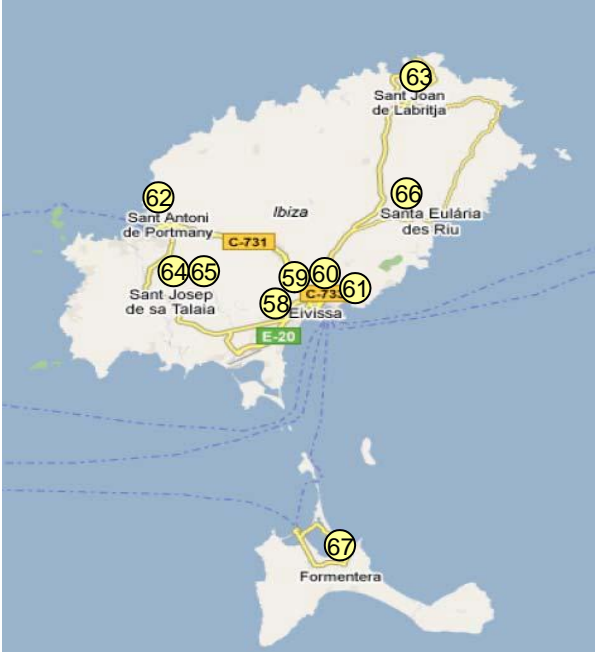 63
Sant Joan
de Labritja
62
66
Sant Antoni
de Portmany
Ibiza
Santa Eulária
des Riu
C-731
64
65
59
60
61
58
C-733
Sant Josep
de sa Talaia
Eivissa
E-20
67
Formentera